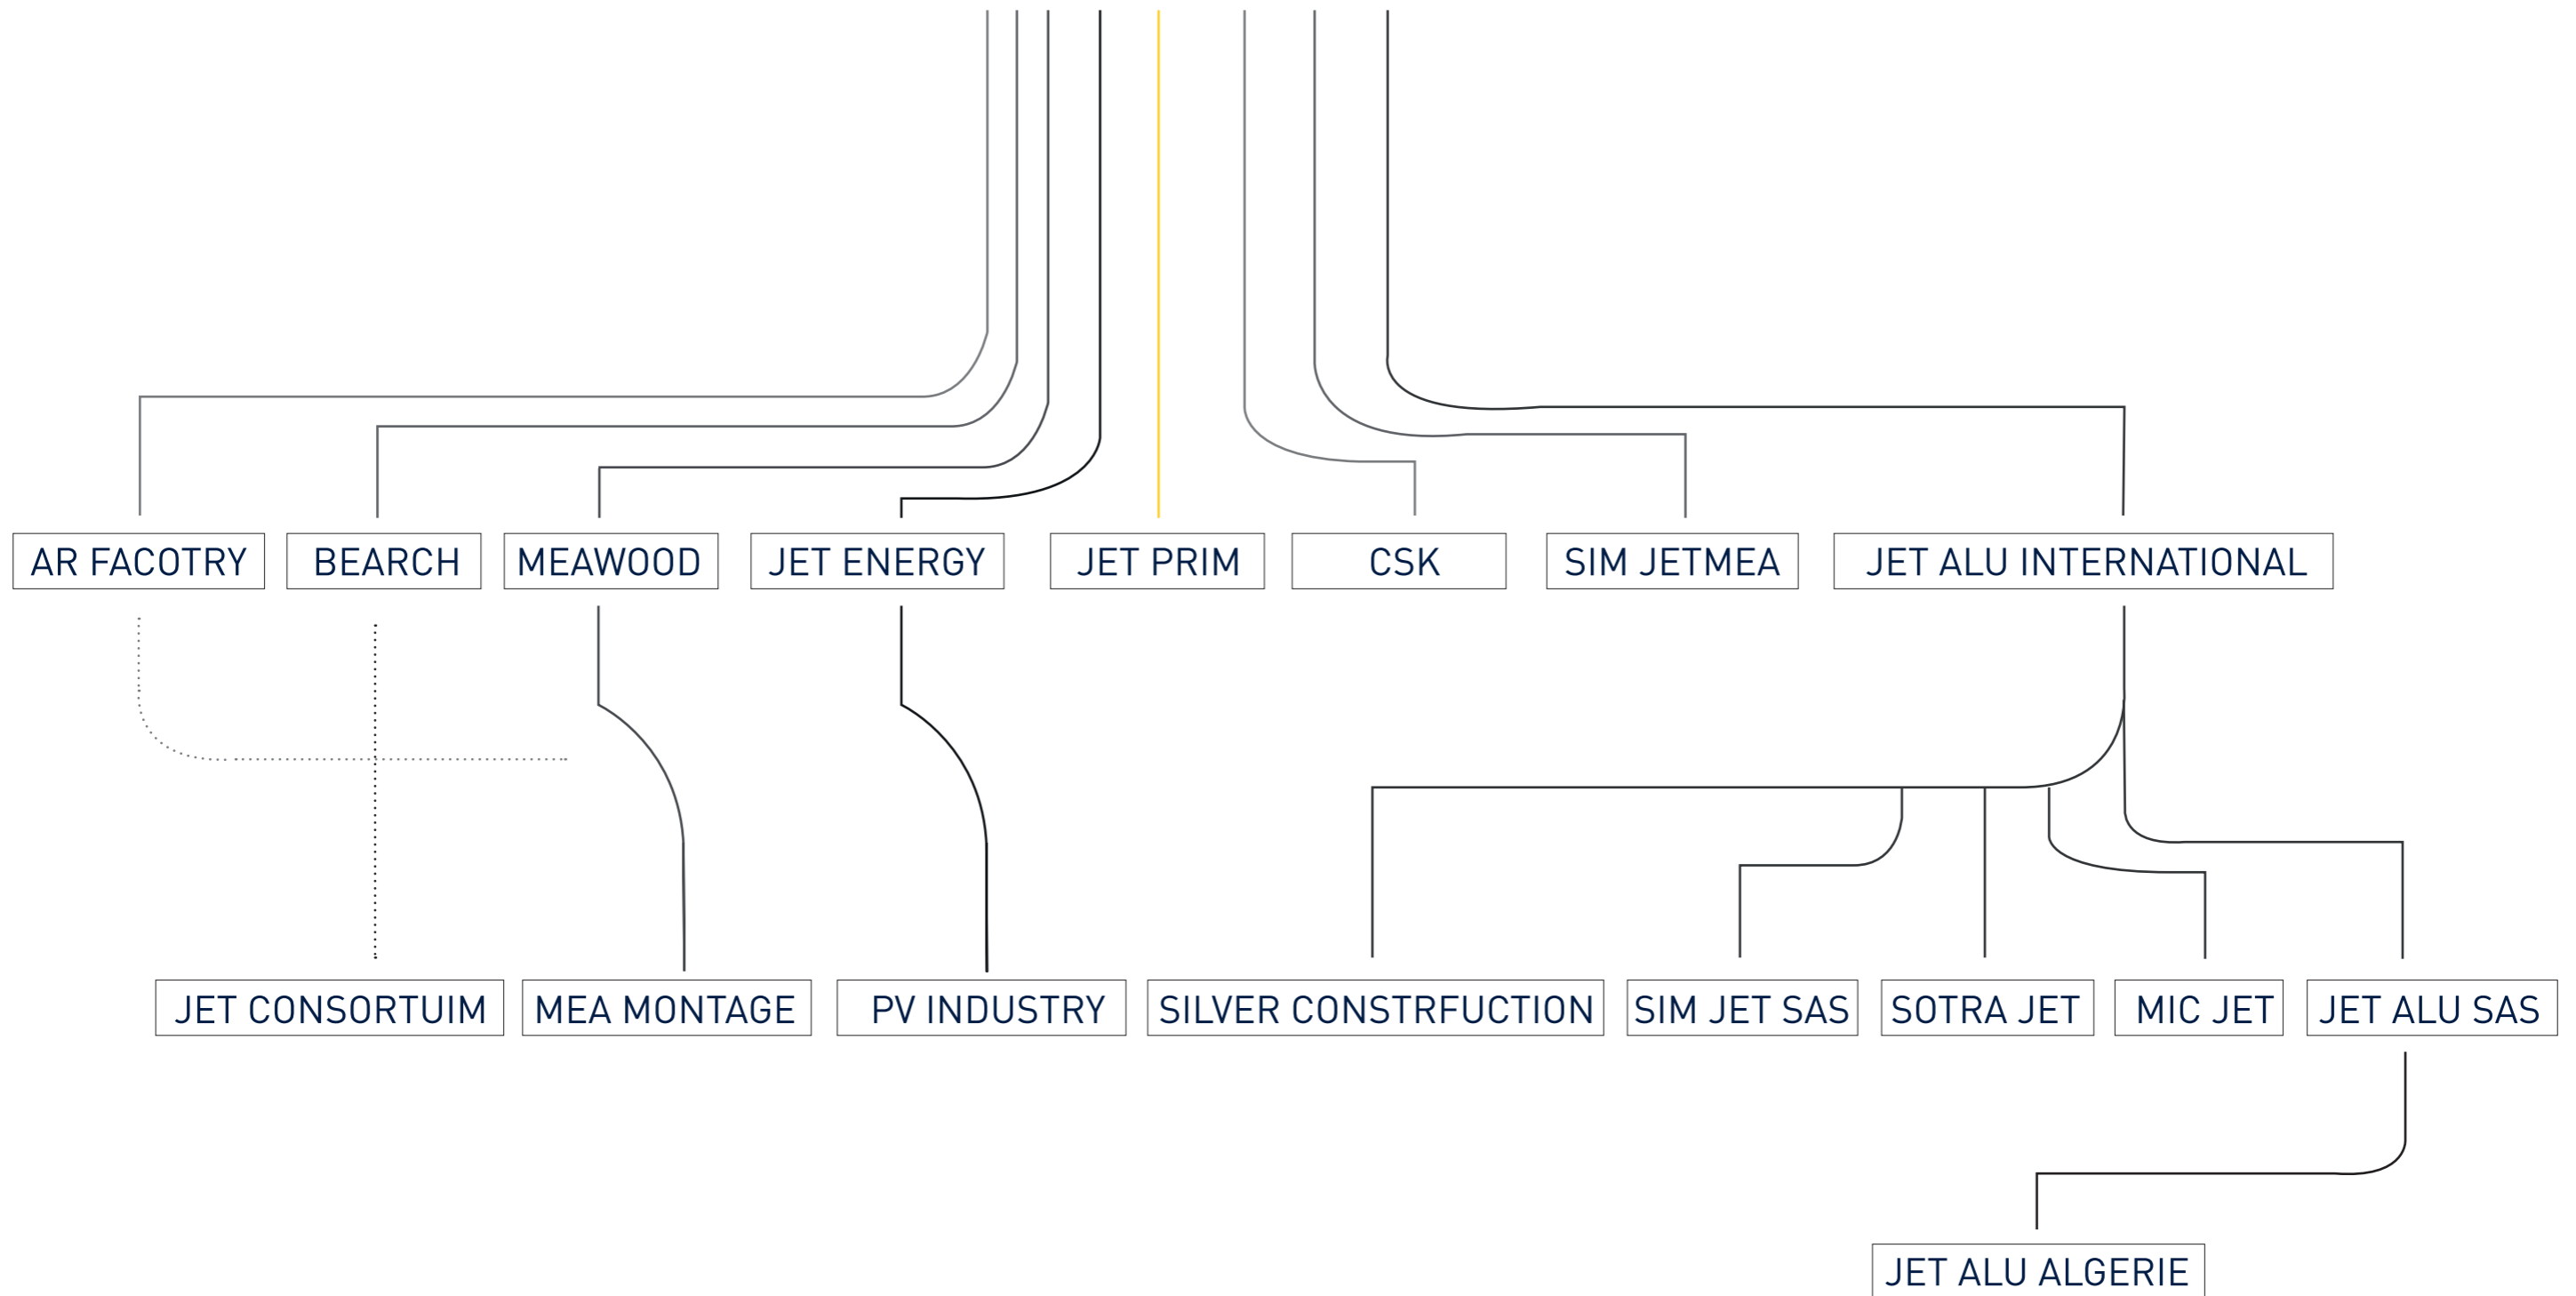 AR FACOTRY
BEARCH
MEAWOOD
JET ENERGY
JET PRIM
CSK
SIM JETMEA
JET ALU INTERNATIONAL
JET CONSORTUIM
MEA MONTAGE
PV INDUSTRY
SILVER CONSTRFUCTION
SIM JET SAS
SOTRA JET
MIC JET
JET ALU SAS
JET ALU ALGERIE